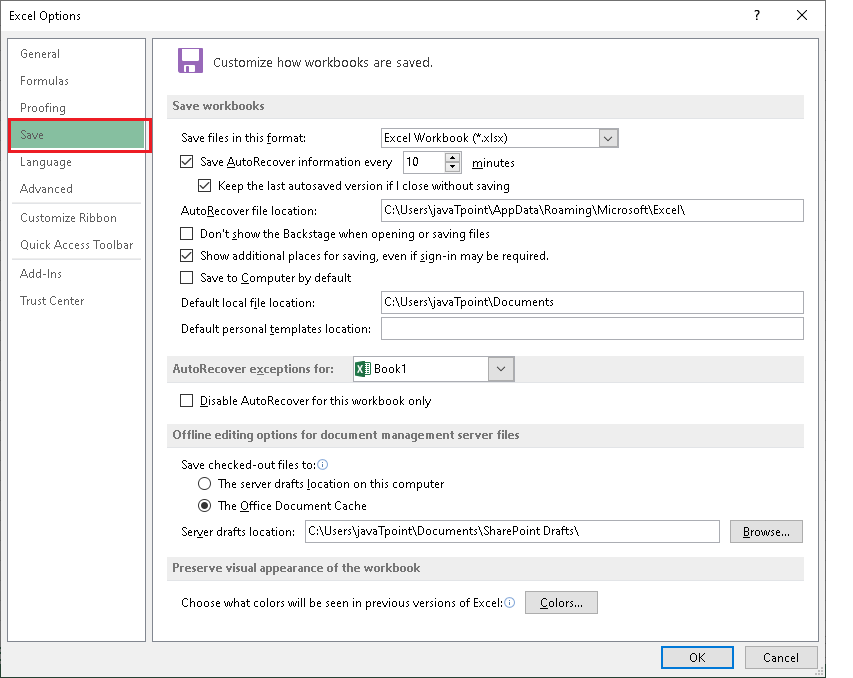 Excel Options
?
General
Formulas
Proofing
Save
Language
Advanced
Customize Ribbon
Quick Access Toolbar
Add-Ins
Trust Center
Customize how workbooks are saved.
Save workbooks
Save files in this format: Excel Workbook (*.xlsx)
Save AutoRecover information every 10 minutes
Keep the last autosaved version if I close without saving
AutoRecover file location: C:\Users\javaTpoint\AppData\Roaming\Microsoft\Excel\
Don't show the Backstage when opening or saving files
Show additional places for saving, even if sign-in may be required.
Save to Computer by default
Default local file location: C:\Users\javaTpoint\Documents
Default personal templates location:
AutoRecover exceptions for: Book1
Disable AutoRecover for this workbook only
Offline editing options for document management server files
Save checked-out files to:
The server drafts location on this computer
The Office Document Cache
Server drafts location: C:\Users\javaTpoint\Documents\SharePoint Drafts\ Browse...
Preserve visual appearance of the workbook
Choose what colors will be seen in previous versions of Excel: Colors...
OK Cancel